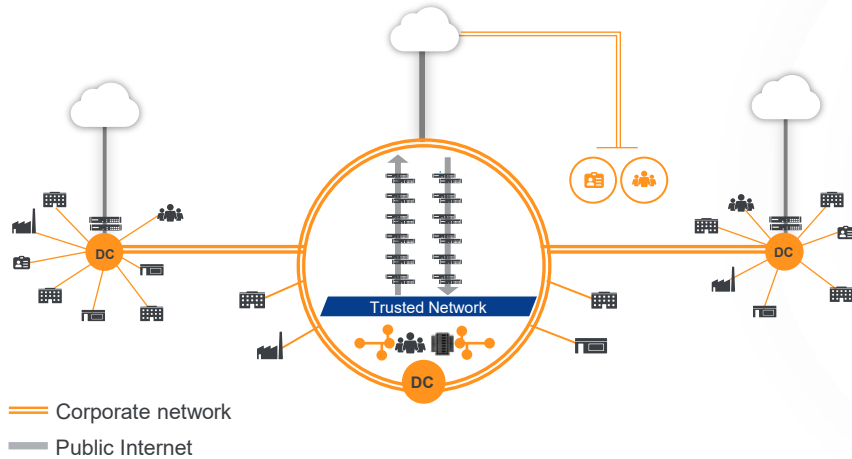 DC
DC
Trusted Network
DC
Corporate network
Public Internet